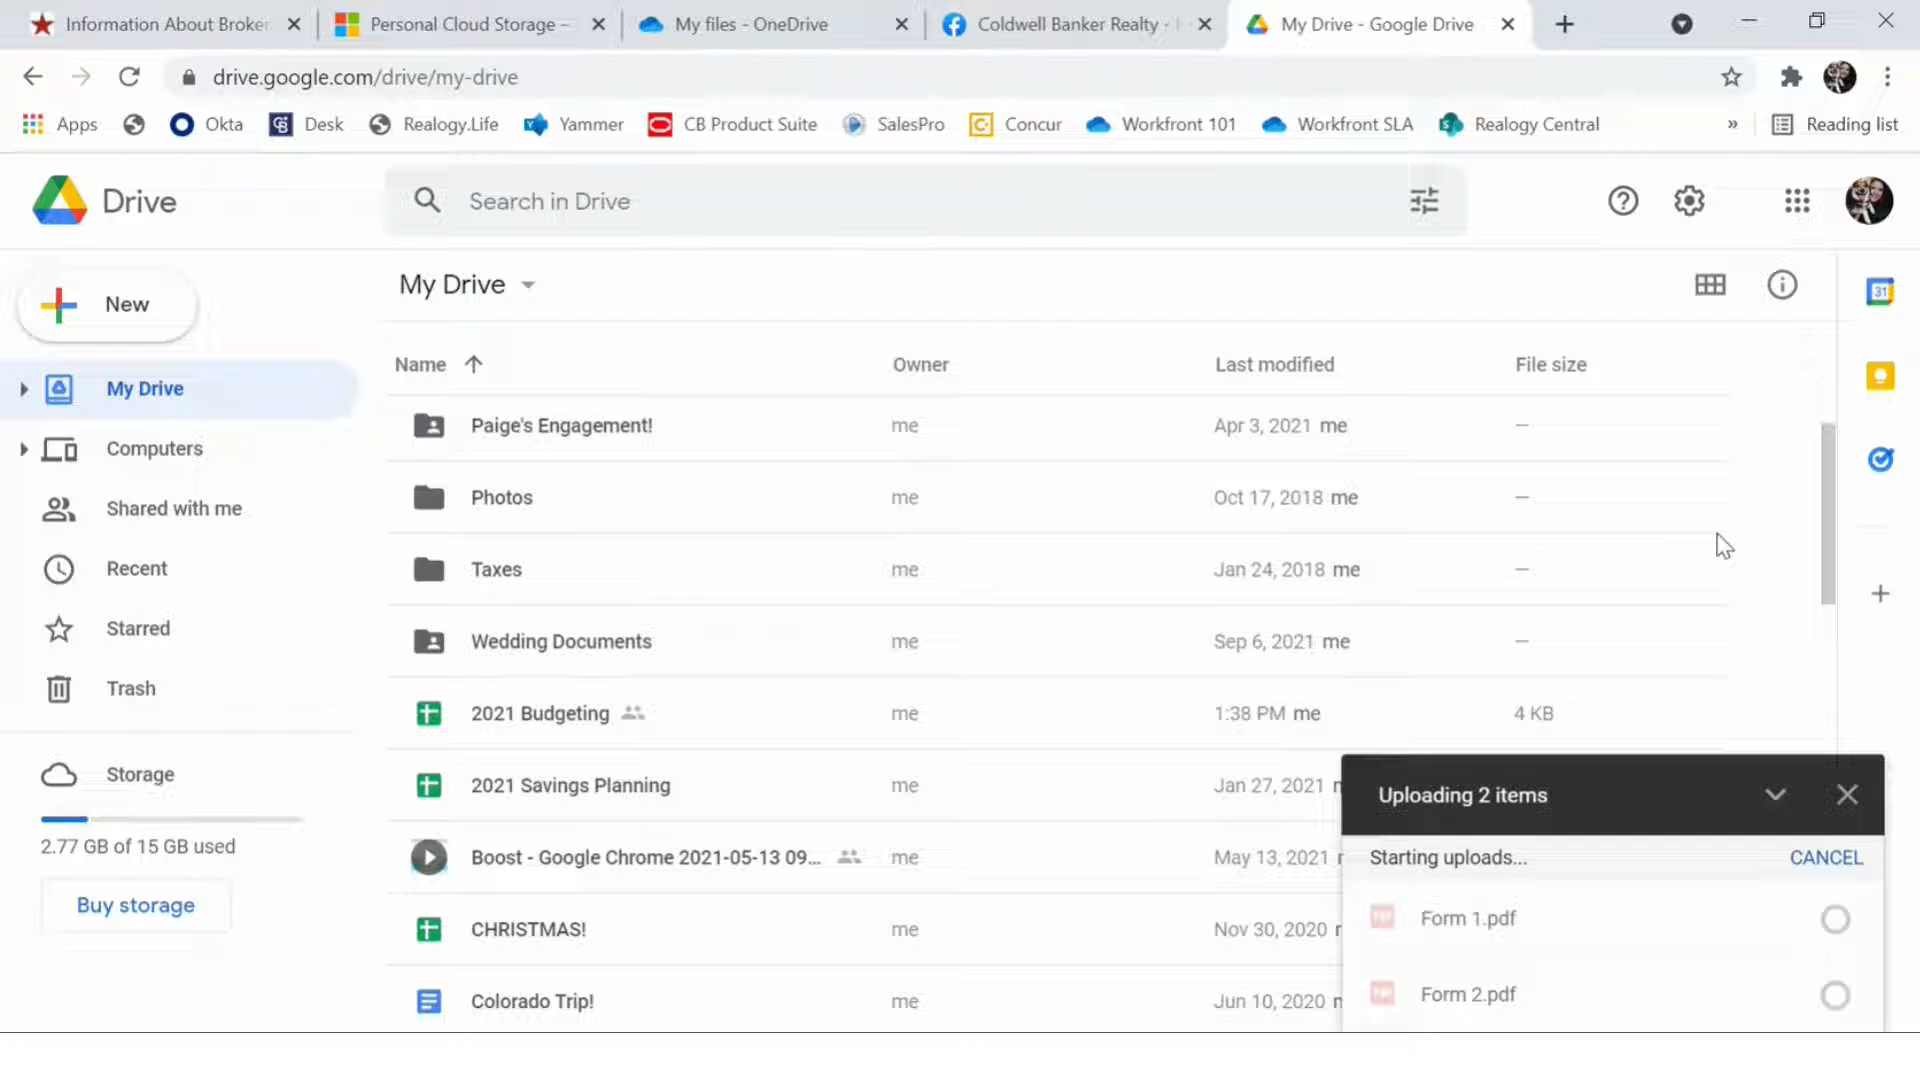 Information About Broker
Personal Cloud Storage –
My files - OneDrive
Coldwell Banker Realty -
My Drive - Google Drive
drive.google.com/drive/my-drive
Apps
Okta
Desk
Realogy.Life
Yammer
CB Product Suite
SalesPro
Concur
Workfront 101
Workfront SLA
Realogy Central
»
Reading list
Drive
Search in Drive
New
My Drive
Computers
Shared with me
Recent
Starred
Trash
Storage
2.77 GB of 15 GB used
Buy storage
My Drive
Name Owner Last modified File size
Paige's Engagement! me Apr 3, 2021 me —
Photos me Oct 17, 2018 me —
Taxes me Jan 24, 2018 me —
Wedding Documents me Sep 6, 2021 me —
2021 Budgeting me 1:38 PM me 4 KB
2021 Savings Planning me Jan 27, 2021
Boost - Google Chrome 2021-05-13 09... me May 13, 2021
CHRISTMAS! me Nov 30, 2020
Colorado Trip! me Jun 10, 2020
31
Uploading 2 items
Starting uploads... CANCEL
Form 1.pdf
Form 2.pdf